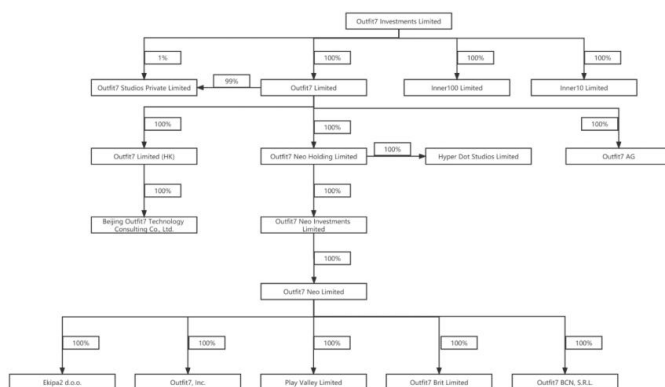 Outfit7 Investments Limited
1%
100%
100%
100%
Outfit7 Studios Private Limited
99%
Outfit7 Limited
Inner100 Limited
Inner10 Limited
100%
100%
100%
Outfit7 Limited (HK)
Outfit7 Neo Holding Limited
100%
Hyper Dot Studios Limited
Outfit7 AG
100%
100%
Beijing Outfit7 Technology
Consulting Co., Ltd.
Outfit7 Neo Investments
Limited
100%
Outfit7 Neo Limited
100%
100%
100%
100%
100%
Ekipa2 d.o.o.
Outfit7, Inc.
Play Valley Limited
Outfit7 Brit Limited
Outfit7 BCN, S.R.L.